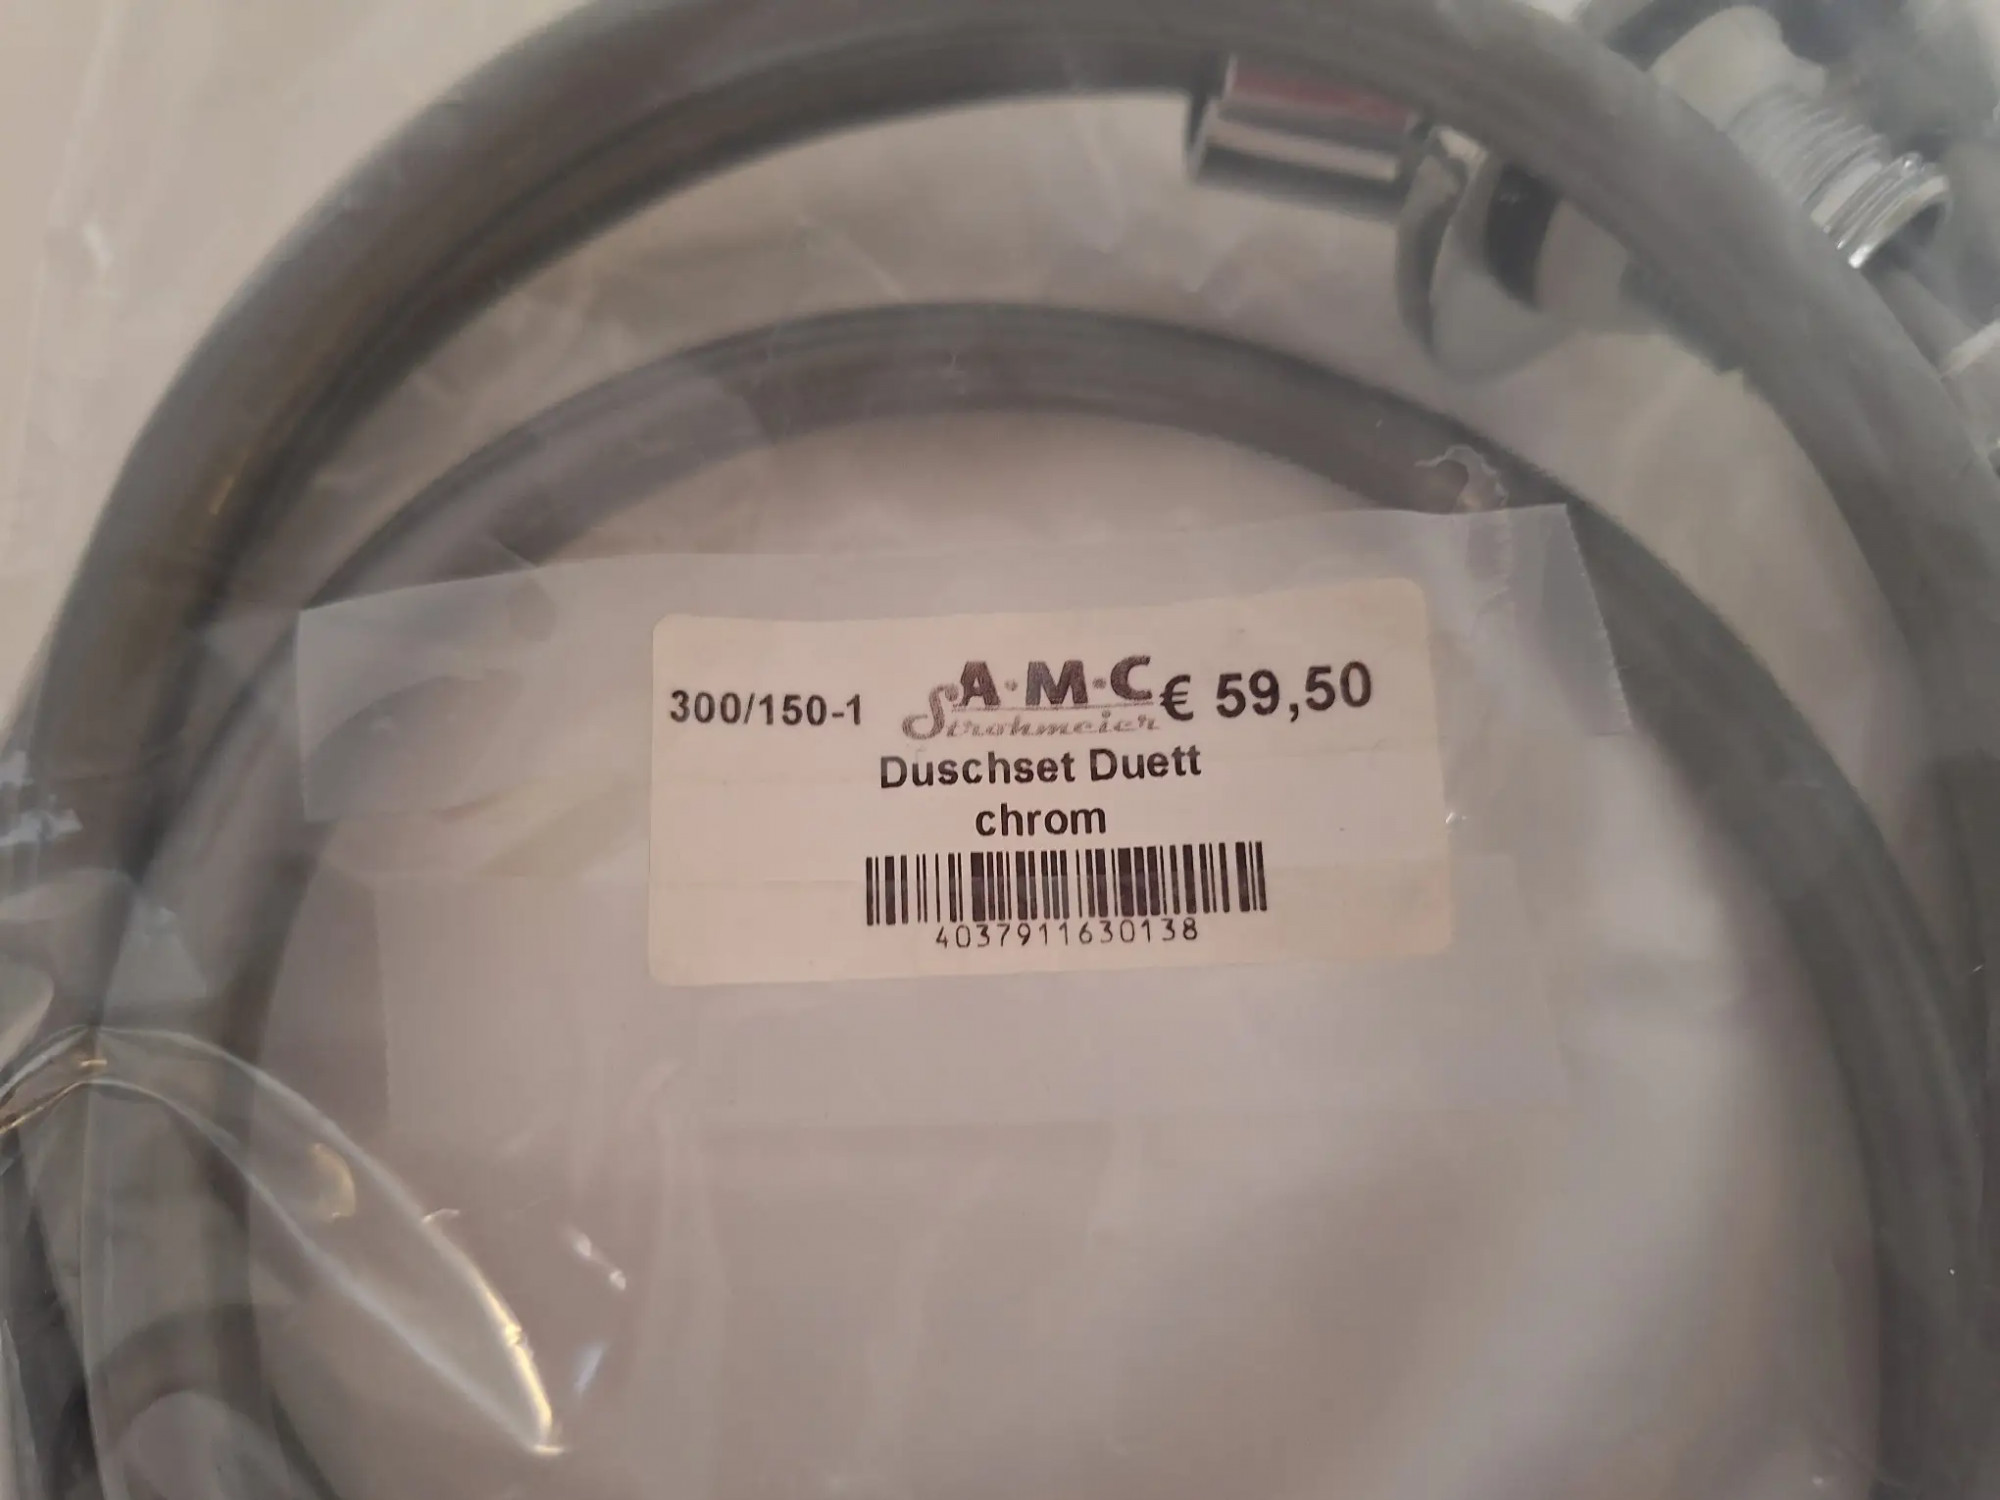 300/150-1 A·M·C € 59,50
Strohmeier
Duschset Duett
chrom
4037911630138